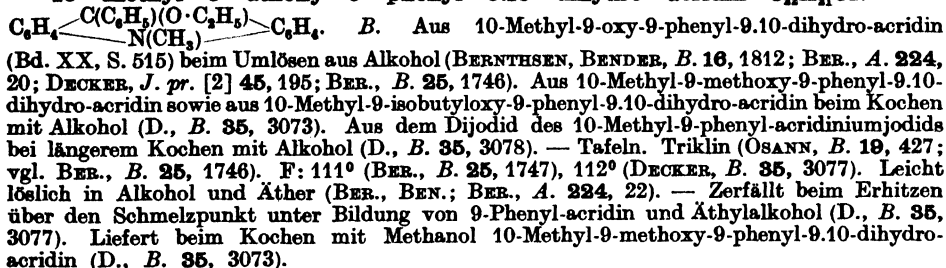 C₆H₄<C(C₆H₅)(O·C₂H₅) N(CH₃)>C₆H₄. B. Aus 10-Methyl-9-oxy-9-phenyl-9.10-dihydro-acridin
(Bd. XX, S. 515) beim Umlösen aus Alkohol (BERNTHSEN, BENDER, B. 16, 1812; BER., A. 224,
20; DECKER, J. pr. [2] 45, 195; BER., B. 25, 1746). Aus 10-Methyl-9-methoxy-9-phenyl-9.10-
dihydro-acridin sowie aus 10-Methyl-9-isobutyloxy-9-phenyl-9.10-dihydro-acridin beim Kochen
mit Alkohol (D., B. 35, 3073). Aus dem Dijodid des 10-Methyl-9-phenyl-acridiniumjodids
bei längerem Kochen mit Alkohol (D., B. 35, 3078). — Tafeln. Triklin (OSANN, B. 19, 427;
vgl. BER., B. 25, 1746). F: 111⁰ (BER., B. 25, 1747), 112⁰ (DECKER, B. 35, 3077). Leicht
löslich in Alkohol und Äther (BER., BEN.; BER., A. 224, 22). — Zerfällt beim Erhitzen
über den Schmelzpunkt unter Bildung von 9-Phenyl-acridin und Äthylalkohol (D., B. 35,
3077). Liefert beim Kochen mit Methanol 10-Methyl-9-methoxy-9-phenyl-9.10-dihydro-
acridin (D., B. 35, 3073).